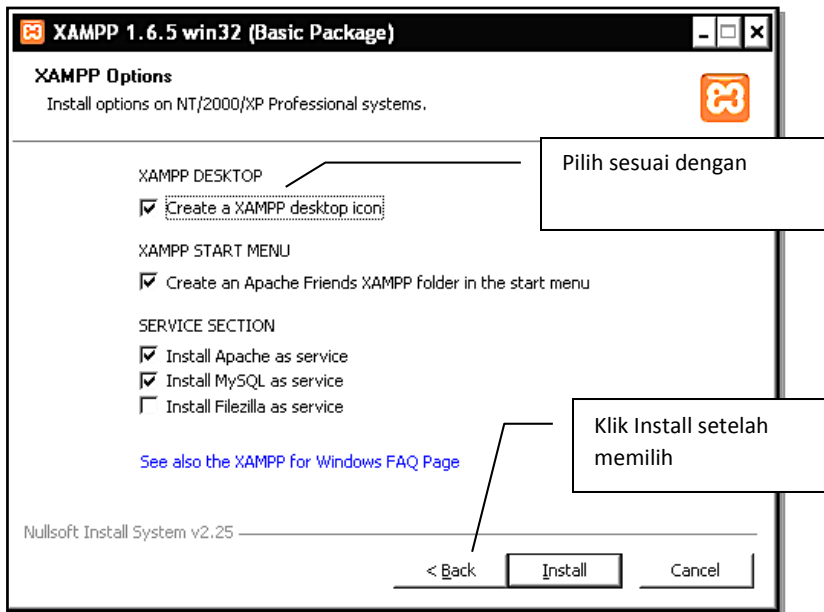 XAMPP 1.6.5 win32 (Basic Package)
XAMPP Options
Install options on NT/2000/XP Professional systems.
Pilih sesuai dengan
XAMPP DESKTOP
Create a XAMPP desktop icon
XAMPP START MENU
Create an Apache Friends XAMPP folder in the start menu
SERVICE SECTION
Install Apache as service
Install MySQL as service
Install Filezilla as service
Klik Install setelah
memilih
See also the XAMPP for Windows FAQ Page
Nullsoft Install System v2.25
< Back
Install
Cancel